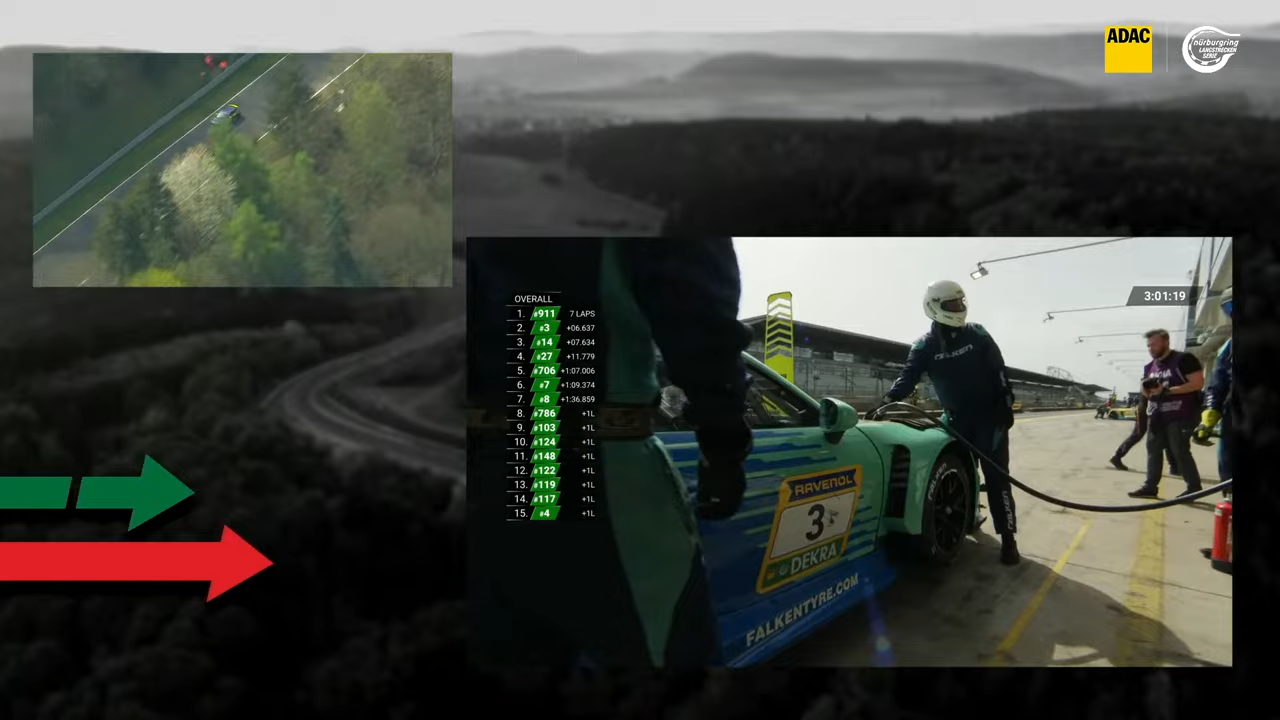 ADAC
nürburgring
LANGSTRECKEN
SERIE
3:01:19
OVERALL
1. #911 7 LAPS
2. #3 +06.637
3. #14 +07.634
4. #27 +11.779
5. #706 +1:07.006
6. #7 +1:09.374
7. #8 +1:36.859
8. #786 +1L
9. #103 +1L
10. #124 +1L
11. #148 +1L
12. #122 +1L
13. #119 +1L
14. #117 +1L
15. #4 +1L
FALKEN
FALKEN
FALKEN
RAVENOL
3
DEKRA
FALKENTYRE.COM